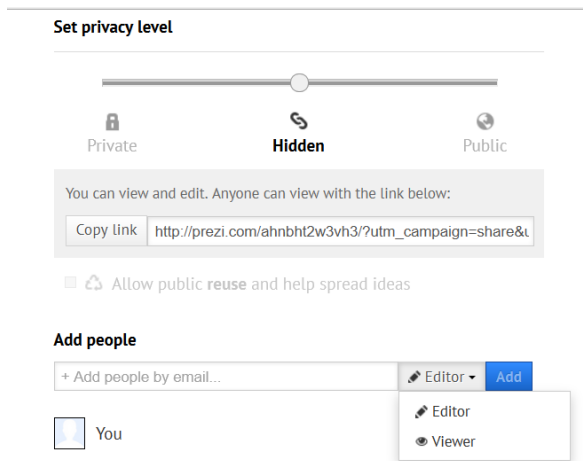 Set privacy level
Private Hidden Public
You can view and edit. Anyone can view with the link below:
Copy link http://prezi.com/ahnbht2w3vh3/?utm_campaign=share&u
Allow public reuse and help spread ideas
Add people
+ Add people by email... Editor Add
Editor
You
Viewer